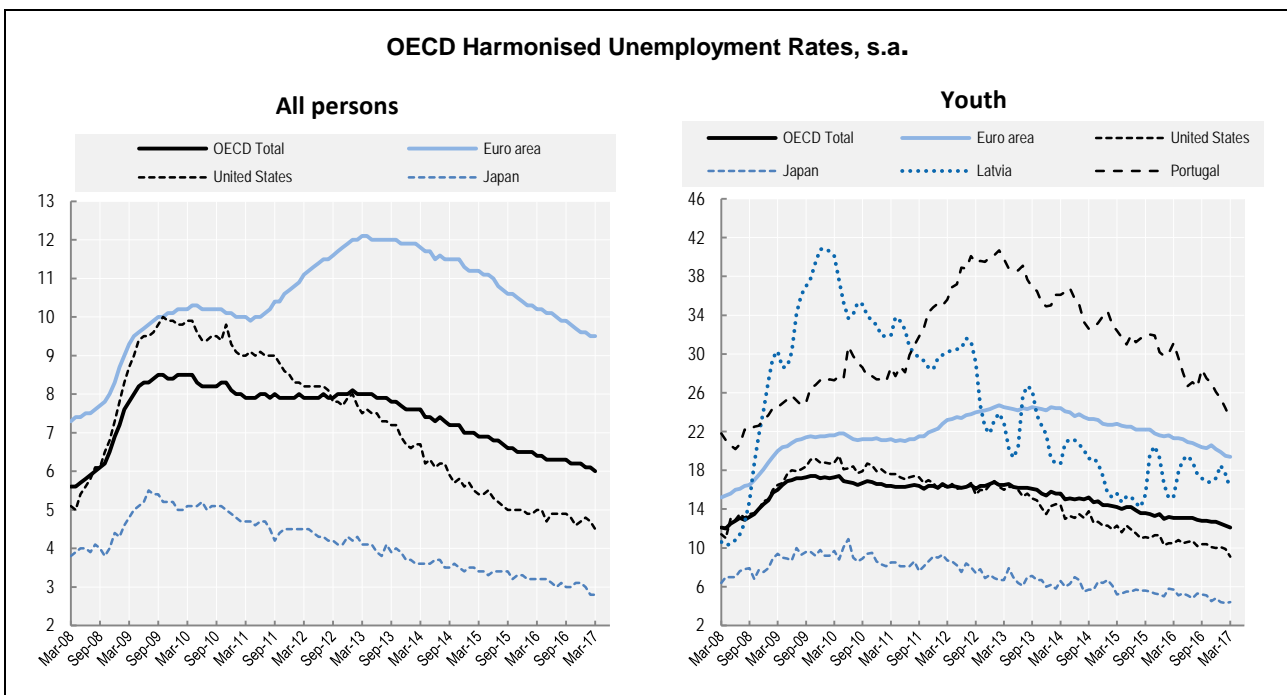 OECD Harmonised Unemployment Rates, s.a.
All persons
OECD Total
Euro area
United States
Japan
13
12
11
10
9
8
7
6
5
4
3
2
Mar-08
Sep-08
Mar-09
Sep-09
Mar-10
Sep-10
Mar-11
Sep-11
Mar-12
Sep-12
Mar-13
Sep-13
Mar-14
Sep-14
Mar-15
Sep-15
Mar-16
Sep-16
Mar-17
Youth
OECD Total
Euro area
United States
Japan
Latvia
Portugal
46
42
38
34
30
26
22
18
14
10
6
2
Mar-08
Sep-08
Mar-09
Sep-09
Mar-10
Sep-10
Mar-11
Sep-11
Mar-12
Sep-12
Mar-13
Sep-13
Mar-14
Sep-14
Mar-15
Sep-15
Mar-16
Sep-16
Mar-17